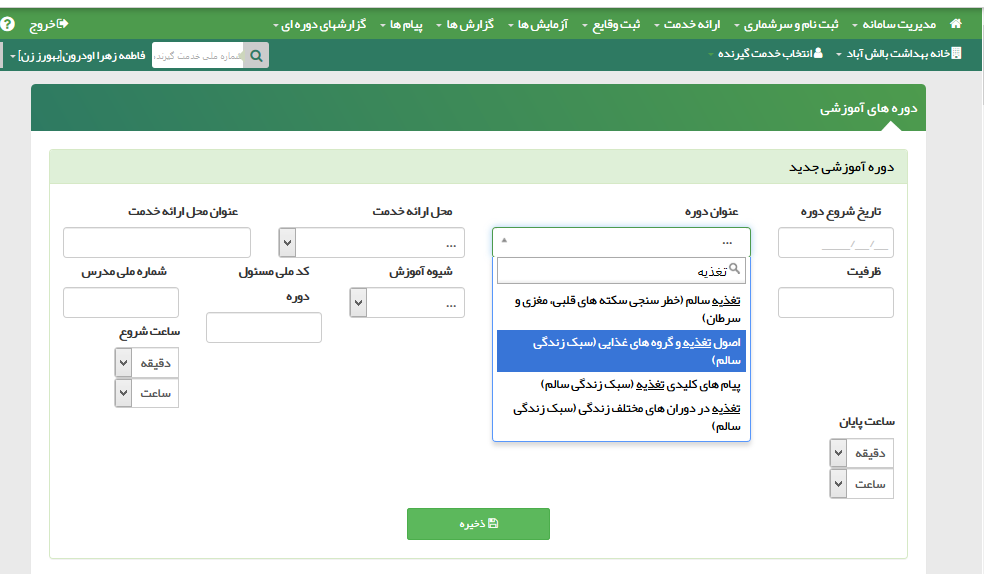 مدیریت سامانه
ثبت نام و سرشماری
ارائه خدمت
ثبت وقایع
آزمایش ها
گزارش ها
پیام ها
گزارشهای دوره ای
خروج
خانه بهداشت بالش آباد
انتخاب خدمت گیرنده
شماره ملی خدمت گیرنده
فاطمه زهرا اودرون[بهورز زن]
دوره های آموزشی
دوره آموزشی جدید
تاریخ شروع دوره
عنوان دوره
محل ارائه خدمت
عنوان محل ارائه خدمت
__/__/____
...
...
تغذیه
تغذیه سالم (خطر سنجی سکته های قلبی، مغزی و
سرطان)
اصول تغذیه و گروه های غذایی (سبک زندگی
سالم)
پیام های کلیدی تغذیه (سبک زندگی سالم)
تغذیه در دوران های مختلف زندگی (سبک زندگی
سالم)
ظرفیت
شیوه آموزش
...
کد ملی مسئول
دوره
شماره ملی مدرس
ساعت شروع
دقیقه
ساعت
ساعت پایان
دقیقه
ساعت
ذخیره